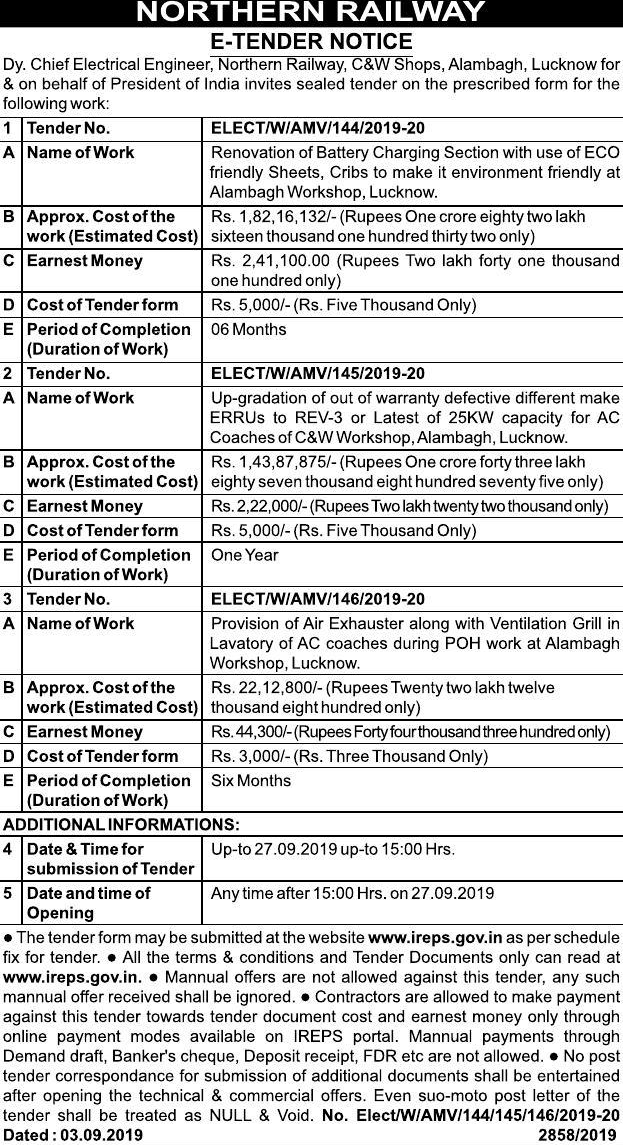 NORTHERN RAILWAY
E-TENDER NOTICE
Dy. Chief Electrical Engineer, Northern Railway, C&W Shops, Alambagh, Lucknow for
& on behalf of President of India invites sealed tender on the prescribed form for the
following work:
1 Tender No. ELECT/W/AMV/144/2019-20
A Name of Work Renovation of Battery Charging Section with use of ECO
friendly Sheets, Cribs to make it environment friendly at
Alambagh Workshop, Lucknow.
B Approx. Cost of the Rs. 1,82,16,132/- (Rupees One crore eighty two lakh
work (Estimated Cost) sixteen thousand one hundred thirty two only)
C Earnest Money Rs. 2,41,100.00 (Rupees Two lakh forty one thousand
one hundred only)
D Cost of Tender form Rs. 5,000/- (Rs. Five Thousand Only)
E Period of Completion 06 Months
(Duration of Work)
2 Tender No. ELECT/W/AMV/145/2019-20
A Name of Work Up-gradation of out of warranty defective different make
ERRUs to REV-3 or Latest of 25KW capacity for AC
Coaches of C&W Workshop, Alambagh, Lucknow.
B Approx. Cost of the Rs. 1,43,87,875/- (Rupees One crore forty three lakh
work (Estimated Cost) eighty seven thousand eight hundred seventy five only)
C Earnest Money Rs. 2,22,000/- (Rupees Two lakh twenty two thousand only)
D Cost of Tender form Rs. 5,000/- (Rs. Five Thousand Only)
E Period of Completion One Year
(Duration of Work)
3 Tender No. ELECT/W/AMV/146/2019-20
A Name of Work Provision of Air Exhauster along with Ventilation Grill in
Lavatory of AC coaches during POH work at Alambagh
Workshop, Lucknow.
B Approx. Cost of the Rs. 22,12,800/- (Rupees Twenty two lakh twelve
work (Estimated Cost) thousand eight hundred only)
C Earnest Money Rs. 44,300/- (Rupees Forty four thousand three hundred only)
D Cost of Tender form Rs. 3,000/- (Rs. Three Thousand Only)
E Period of Completion Six Months
(Duration of Work)
ADDITIONAL INFORMATIONS:
4 Date & Time for Up-to 27.09.2019 up-to 15:00 Hrs.
submission of Tender
5 Date and time of Any time after 15:00 Hrs. on 27.09.2019
Opening
● The tender form may be submitted at the website www.ireps.gov.in as per schedule
fix for tender. ● All the terms & conditions and Tender Documents only can read at
www.ireps.gov.in. ● Mannual offers are not allowed against this tender, any such
mannual offer received shall be ignored. ● Contractors are allowed to make payment
against this tender towards tender document cost and earnest money only through
online payment modes available on IREPS portal. Mannual payments through
Demand draft, Banker's cheque, Deposit receipt, FDR etc are not allowed. ● No post
tender correspondance for submission of additional documents shall be entertained
after opening the technical & commercial offers. Even suo-moto post letter of the
tender shall be treated as NULL & Void. No. Elect/W/AMV/144/145/146/2019-20
Dated : 03.09.2019 2858/2019